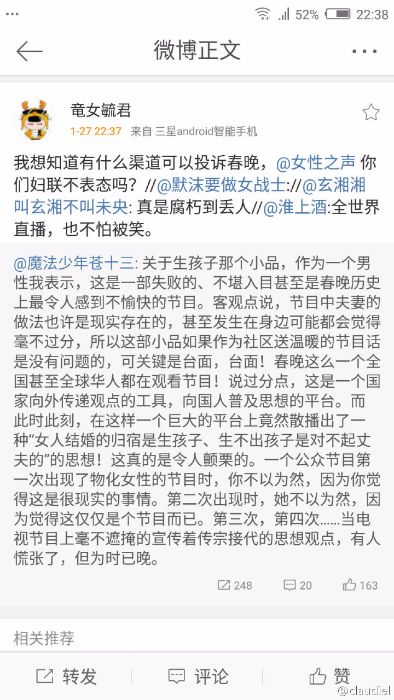 52% 22:38
微博正文
竜女毓君
1-27 22:37 来自 三星android智能手机
我想知道有什么渠道可以投诉春晚，@女性之声 你
们妇联不表态吗？//@默沫要做女战士://@玄湘湘
叫玄湘不叫未央: 真是腐朽到丢人//@淮上酒:全世界
直播，也不怕被笑。
@魔法少年苍十三: 关于生孩子那个小品，作为一个男
性我表示，这是一部失败的、不堪入目甚至是春晚历史
上最令人感到不愉快的节目。客观点说，节目中夫妻的
做法也许是现实存在的，甚至发生在身边可能都会觉得
毫不过分，所以这部小品如果作为社区送温暖的节目话
是没有问题的，可关键是台面，台面！春晚这么一个全
国甚至全球华人都在观看节目！说过分点，这是一个国
家向外传递观点的工具，向国人普及思想的平台。而
此时此刻，在这样一个巨大的平台上竟然散播出了一
种“女人结婚的归宿是生孩子、生不出孩子是对不起丈
夫的”的思想！这真的是令人颤栗的。一个公众节目第
一次出现了物化女性的节目时，你不以为然，因为你觉
得这是很现实的事情。第二次出现时，她不以为然，因
为觉得这仅仅是个节目而已。第三次，第四次……当电
视节目上毫不遮掩的宣传着传宗接代的思想观点，有人
慌张了，但为时已晚。
248 20 163
相关推荐
转发 评论 赞
@claudiel